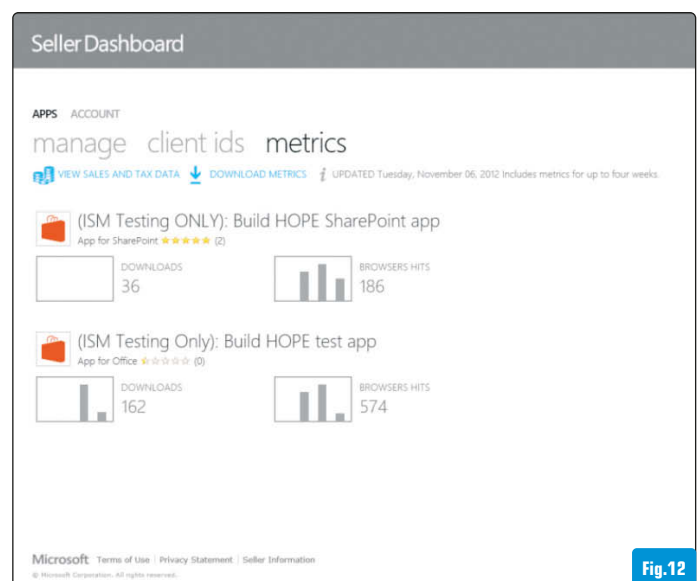 Seller Dashboard
APPS ACCOUNT
manage client ids metrics
VIEW SALES AND TAX DATA DOWNLOAD METRICS i UPDATED Tuesday, November 06, 2012 Includes metrics for up to four weeks.
(ISM Testing ONLY): Build HOPE SharePoint app
App for SharePoint (2)
DOWNLOADS BROWSERS HITS
36 186
(ISM Testing Only): Build HOPE test app
App for Office (0)
DOWNLOADS BROWSERS HITS
162 574
Microsoft Terms of Use | Privacy Statement | Seller Information
© Microsoft Corporation. All rights reserved.
Fig.12